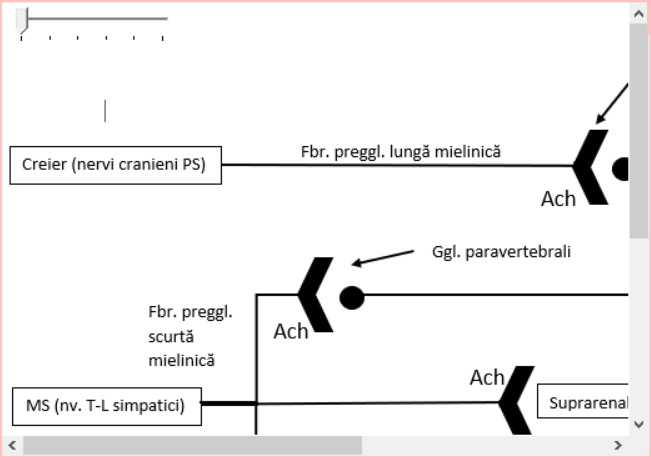 Fbr. preggl. lungă mielinică
Creier (nervi cranieni PS)
Ach
Ggl. paravertebrali
Fbr. preggl.
scurtă
mielinică
Ach
Ach
MS (nv. T-L simpatici)
Suprarenal